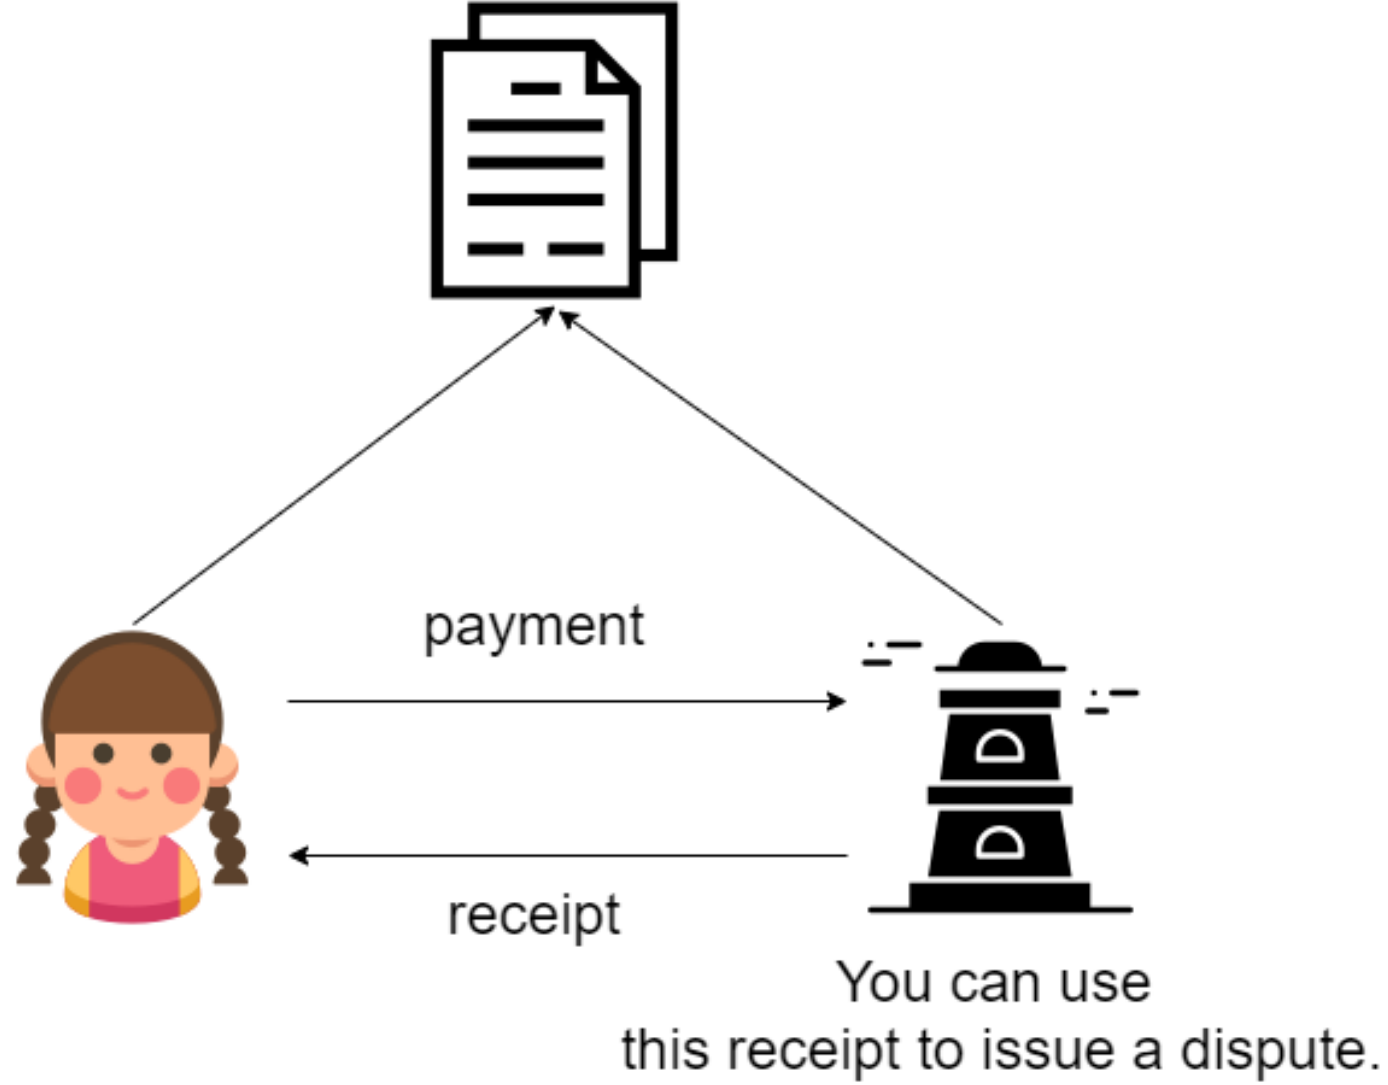 payment
receipt
You can use
this receipt to issue a dispute.